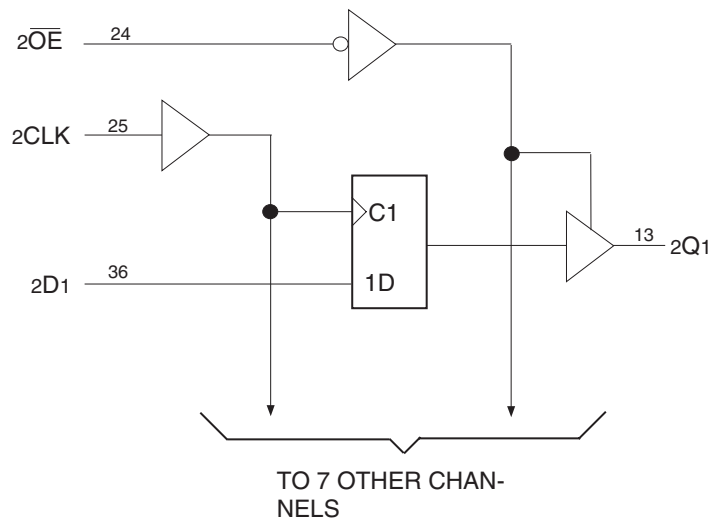 2OE 24
2CLK 25
C1
2D1 36
1D
13 2Q1
TO 7 OTHER CHAN-
NELS